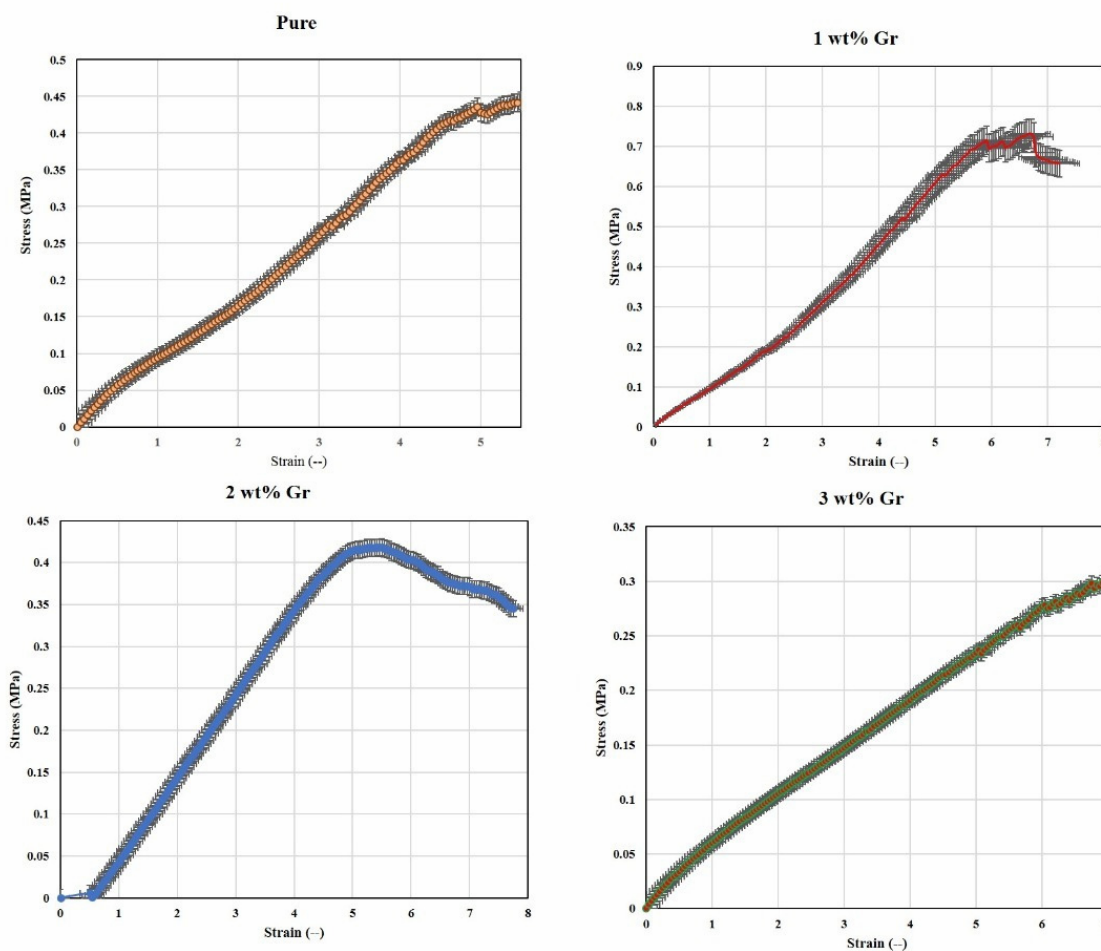 Pure
0.5
0.45
0.4
0.35
0.3
0.25
0.2
0.15
0.1
0.05
0
Stress (MPa)
0 1 2 3 4 5
Strain (--)
1 wt% Gr
0.9
0.8
0.7
0.6
0.5
0.4
0.3
0.2
0.1
0
Stress (MPa)
0 1 2 3 4 5 6 7
Strain (--)
2 wt% Gr
0.45
0.4
0.35
0.3
0.25
0.2
0.15
0.1
0.05
0
Stress (MPa)
0 1 2 3 4 5 6 7 8
Strain (--)
3 wt% Gr
0.35
0.3
0.25
0.2
0.15
0.1
0.05
0
Stress (MPa)
0 1 2 3 4 5 6
Strain (--)